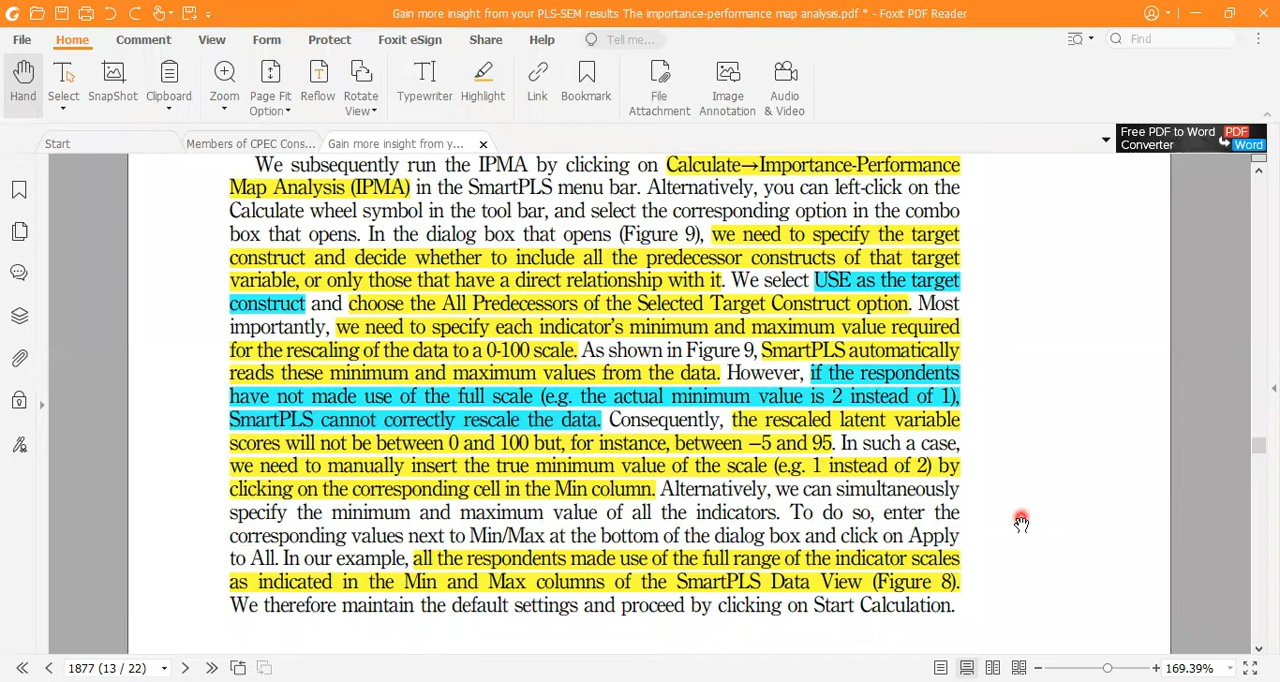 Gain more insight from your PLS-SEM results The importance-performance map analysis.pdf * - Foxit PDF Reader
File Home Comment View Form Protect Foxit eSign Share Help Tell me... Find
Hand Select SnapShot Clipboard Zoom Page Fit Option Reflow Rotate View Typewriter Highlight Link Bookmark File Attachment Image Annotation Audio & Video
Start Members of CPEC Cons... Gain more insight from y...
Free PDF to Word PDF
Converter Word
We subsequently run the IPMA by clicking on Calculate→Importance-Performance
Map Analysis (IPMA) in the SmartPLS menu bar. Alternatively, you can left-click on the
Calculate wheel symbol in the tool bar, and select the corresponding option in the combo
box that opens. In the dialog box that opens (Figure 9), we need to specify the target
construct and decide whether to include all the predecessor constructs of that target
variable, or only those that have a direct relationship with it. We select USE as the target
construct and choose the All Predecessors of the Selected Target Construct option. Most
importantly, we need to specify each indicator's minimum and maximum value required
for the rescaling of the data to a 0-100 scale. As shown in Figure 9, SmartPLS automatically
reads these minimum and maximum values from the data. However, if the respondents
have not made use of the full scale (e.g. the actual minimum value is 2 instead of 1),
SmartPLS cannot correctly rescale the data. Consequently, the rescaled latent variable
scores will not be between 0 and 100 but, for instance, between −5 and 95. In such a case,
we need to manually insert the true minimum value of the scale (e.g. 1 instead of 2) by
clicking on the corresponding cell in the Min column. Alternatively, we can simultaneously
specify the minimum and maximum value of all the indicators. To do so, enter the
corresponding values next to Min/Max at the bottom of the dialog box and click on Apply
to All. In our example, all the respondents made use of the full range of the indicator scales
as indicated in the Min and Max columns of the SmartPLS Data View (Figure 8).
We therefore maintain the default settings and proceed by clicking on Start Calculation.
1877 (13 / 22) 169.39%